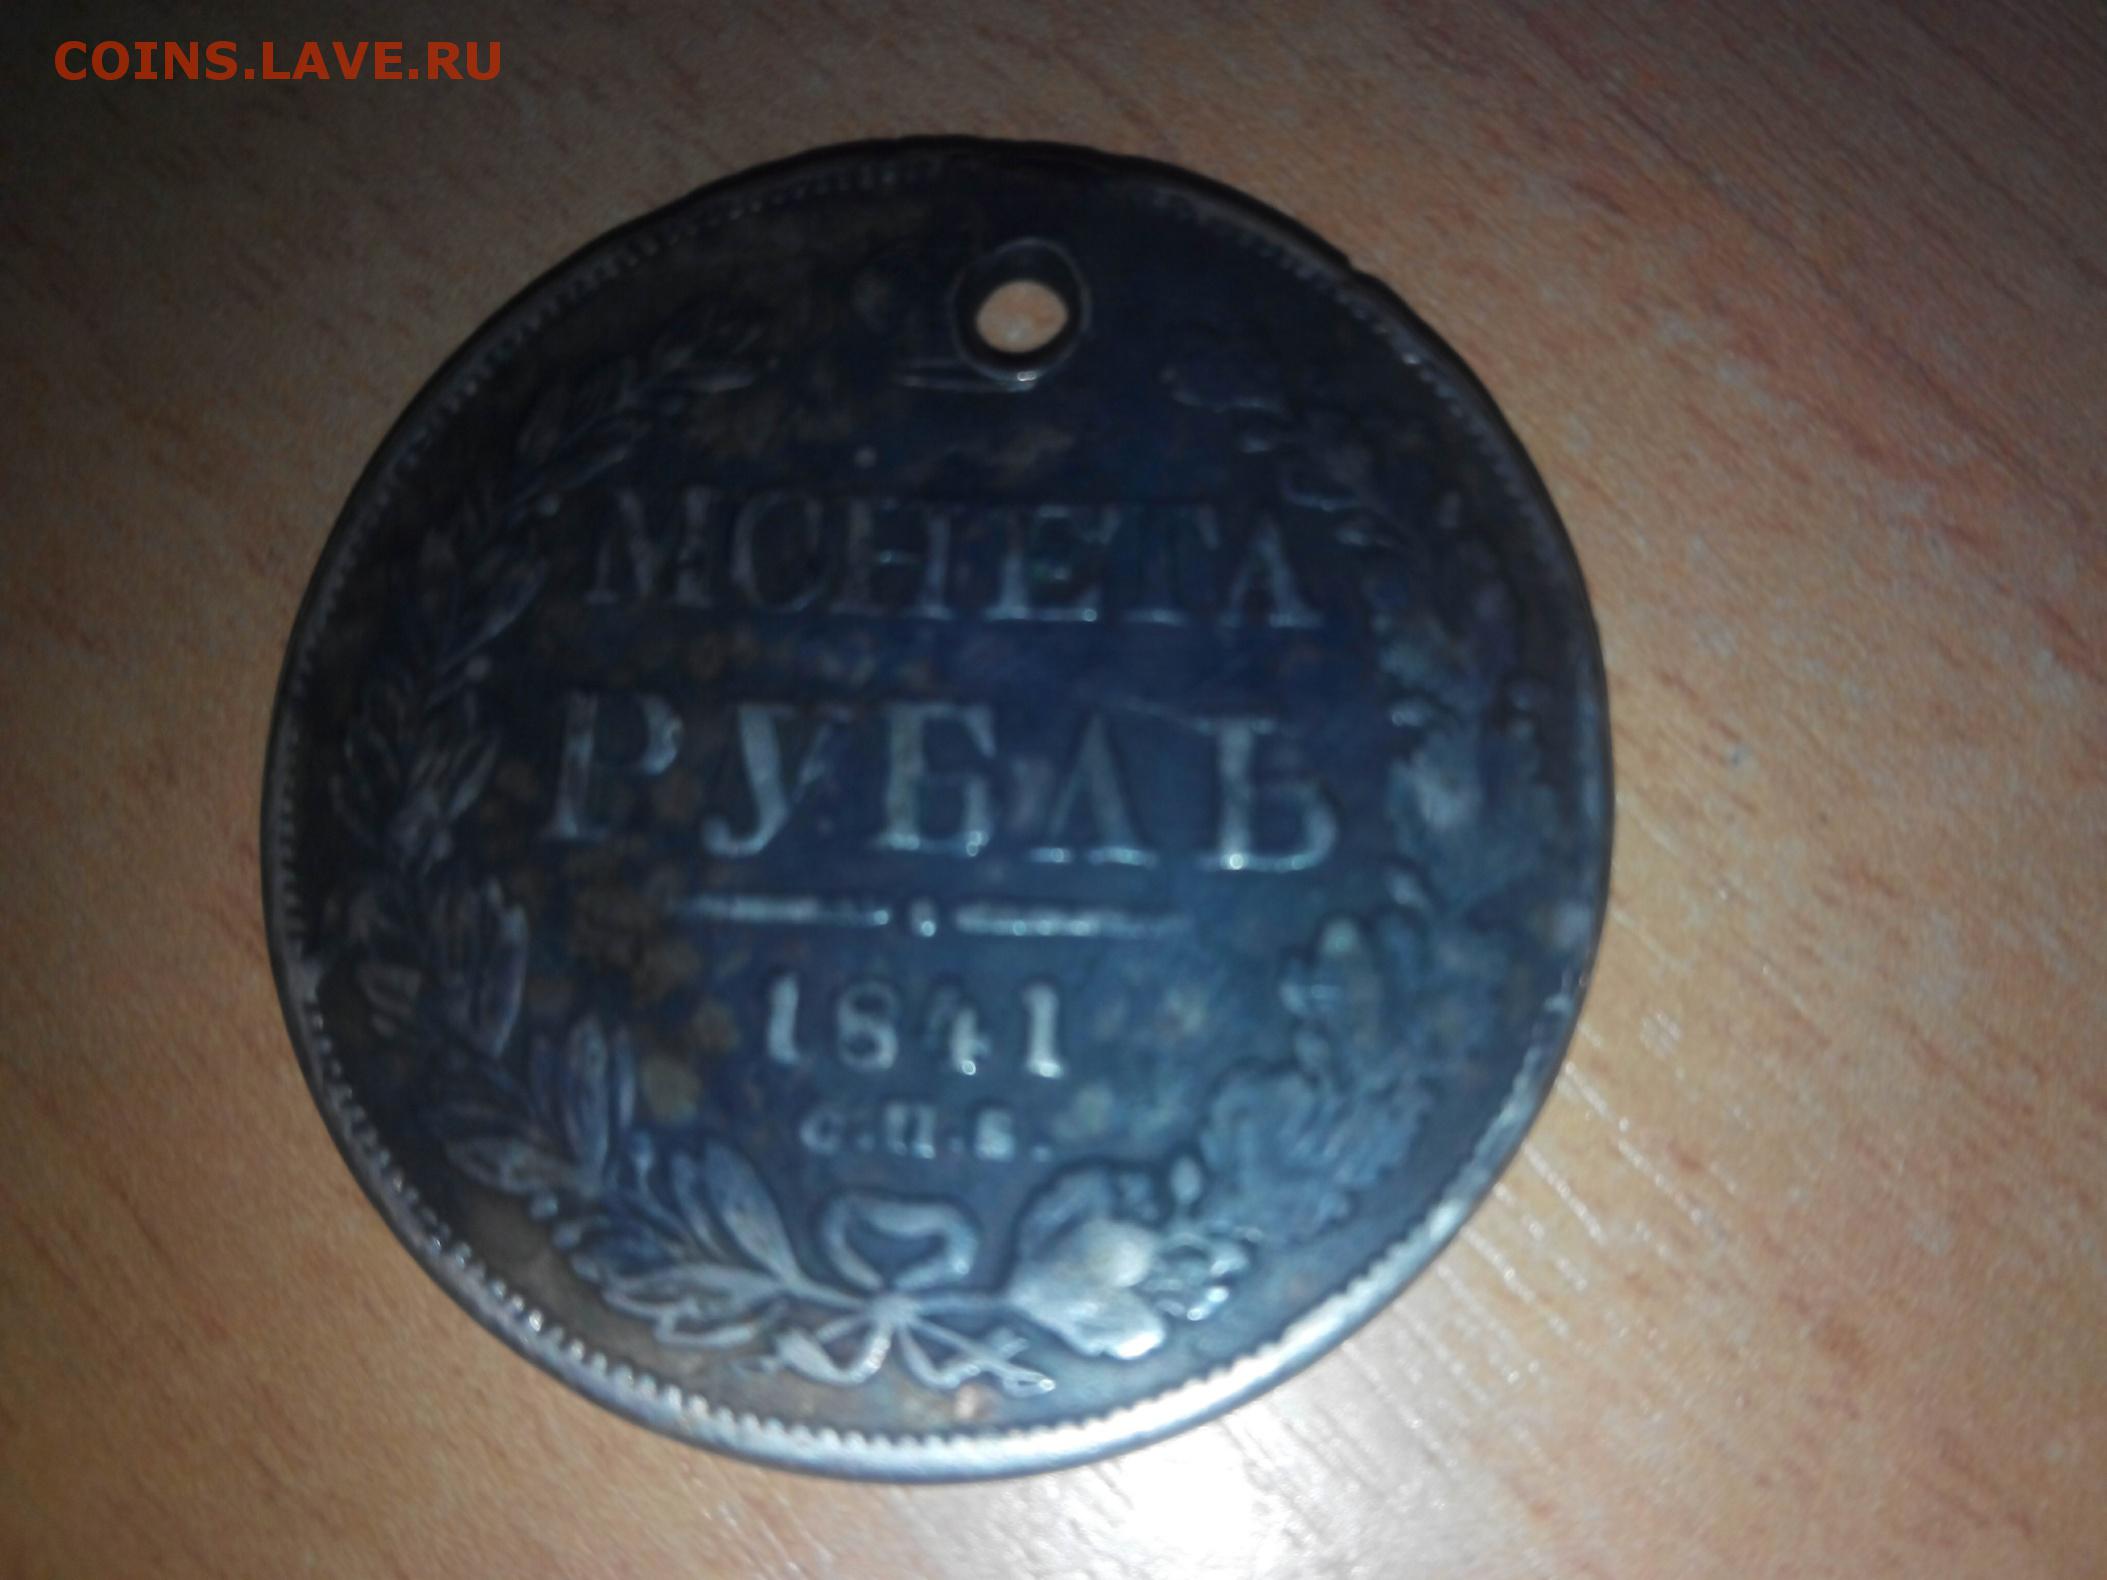 COINS.LAVE.RU
МОНЕТА
РУБЛЬ
1841
С.П.Б.